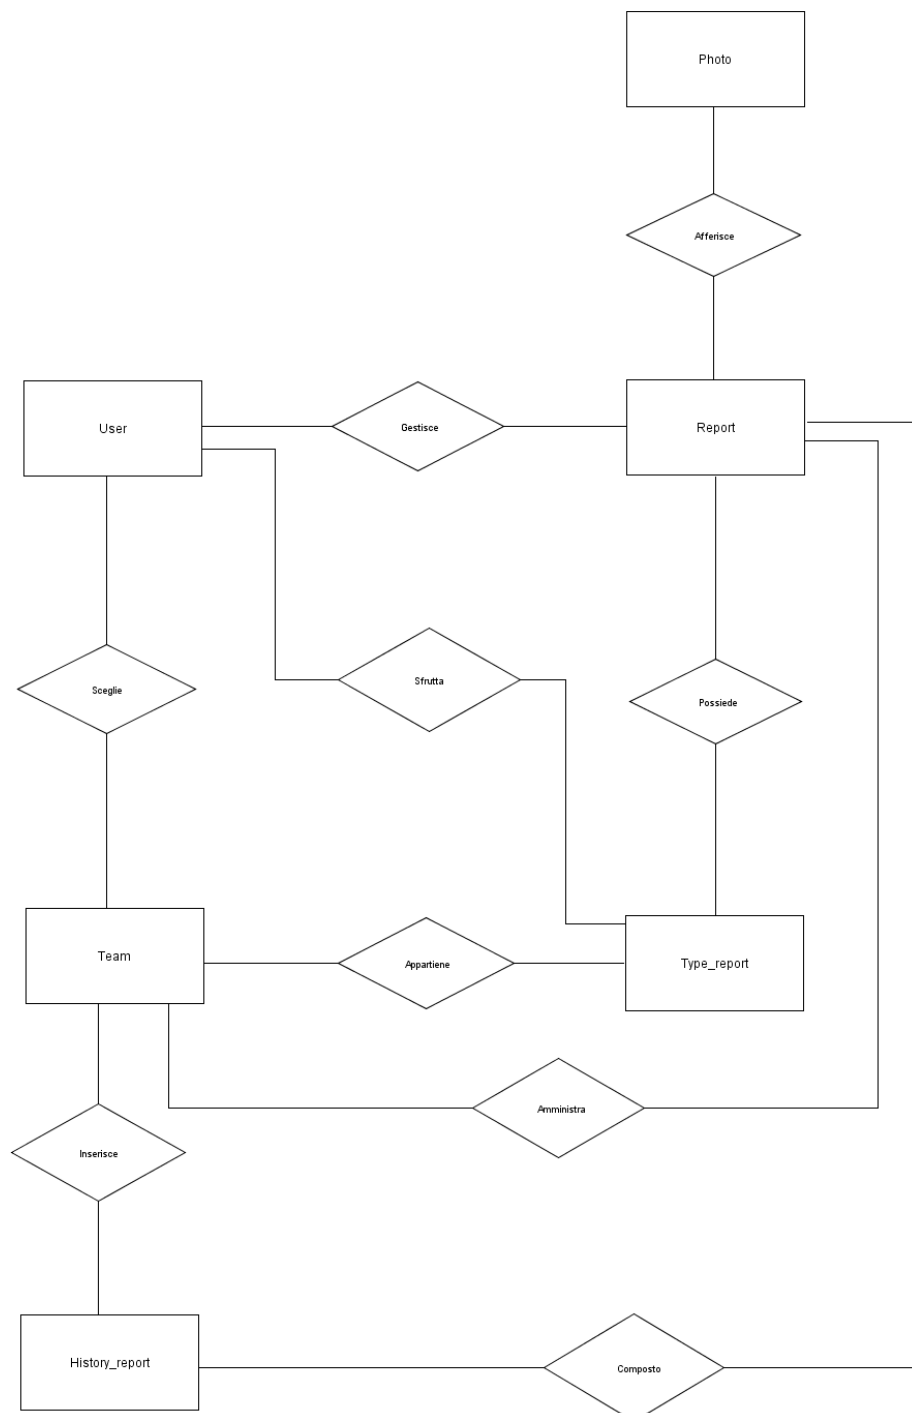 Photo
Afferisce
User
Gestisce
Report
Sceglie
Sfrutta
Possiede
Team
Appartiene
Type_report
Amministra
Inserisce
History_report
Composto